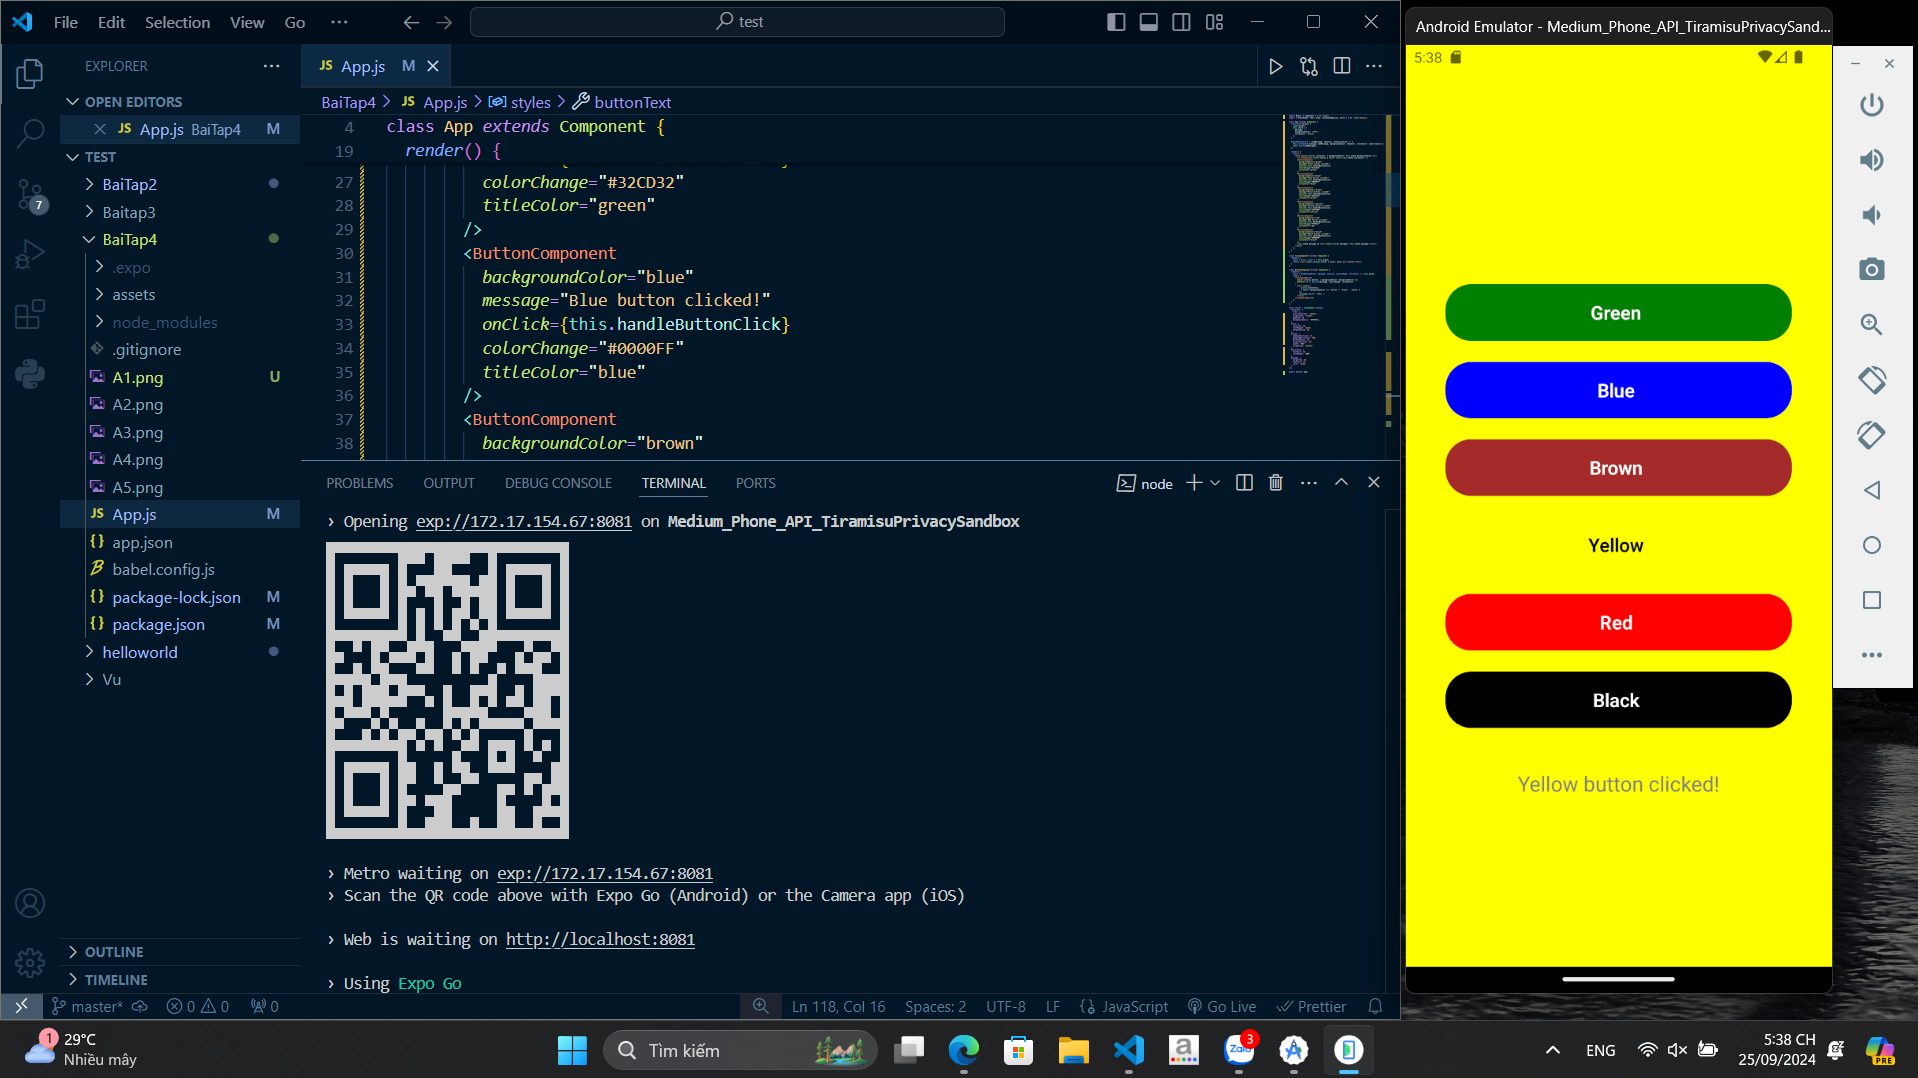 File Edit Selection View Go ···
test
EXPLORER
OPEN EDITORS
App.js BaiTap4 M
TEST
BaiTap2
Baitap3
BaiTap4
.expo
assets
node_modules
.gitignore
A1.png U
A2.png
A3.png
A4.png
A5.png
App.js M
app.json
babel.config.js
package-lock.json M
package.json M
helloworld
Vu
OUTLINE
TIMELINE
7
App.js M
BaiTap4 > JS App.js > styles > buttonText
4 class App extends Component {
19 render() {
27 colorChange="#32CD32"
28 titleColor="green"
29 />
30 <ButtonComponent
31 backgroundColor="blue"
32 message="Blue button clicked!"
33 onClick={this.handleButtonClick}
34 colorChange="#0000FF"
35 titleColor="blue"
36 />
37 <ButtonComponent
38 backgroundColor="brown"
PROBLEMS OUTPUT DEBUG CONSOLE TERMINAL PORTS
node
› Opening exp://172.17.154.67:8081 on Medium_Phone_API_TiramisuPrivacySandbox
› Metro waiting on exp://172.17.154.67:8081
› Scan the QR code above with Expo Go (Android) or the Camera app (iOS)
› Web is waiting on http://localhost:8081
› Using Expo Go
master* 0 0 0
Ln 118, Col 16 Spaces: 2 UTF-8 LF JavaScript Go Live Prettier
Android Emulator - Medium_Phone_API_TiramisuPrivacySand...
5:38
Green
Blue
Brown
Yellow
Red
Black
Yellow button clicked!
1 29°C
Nhiều mây
Tìm kiếm
Zalo 3
ENG
5:38 CH
25/09/2024
PRE